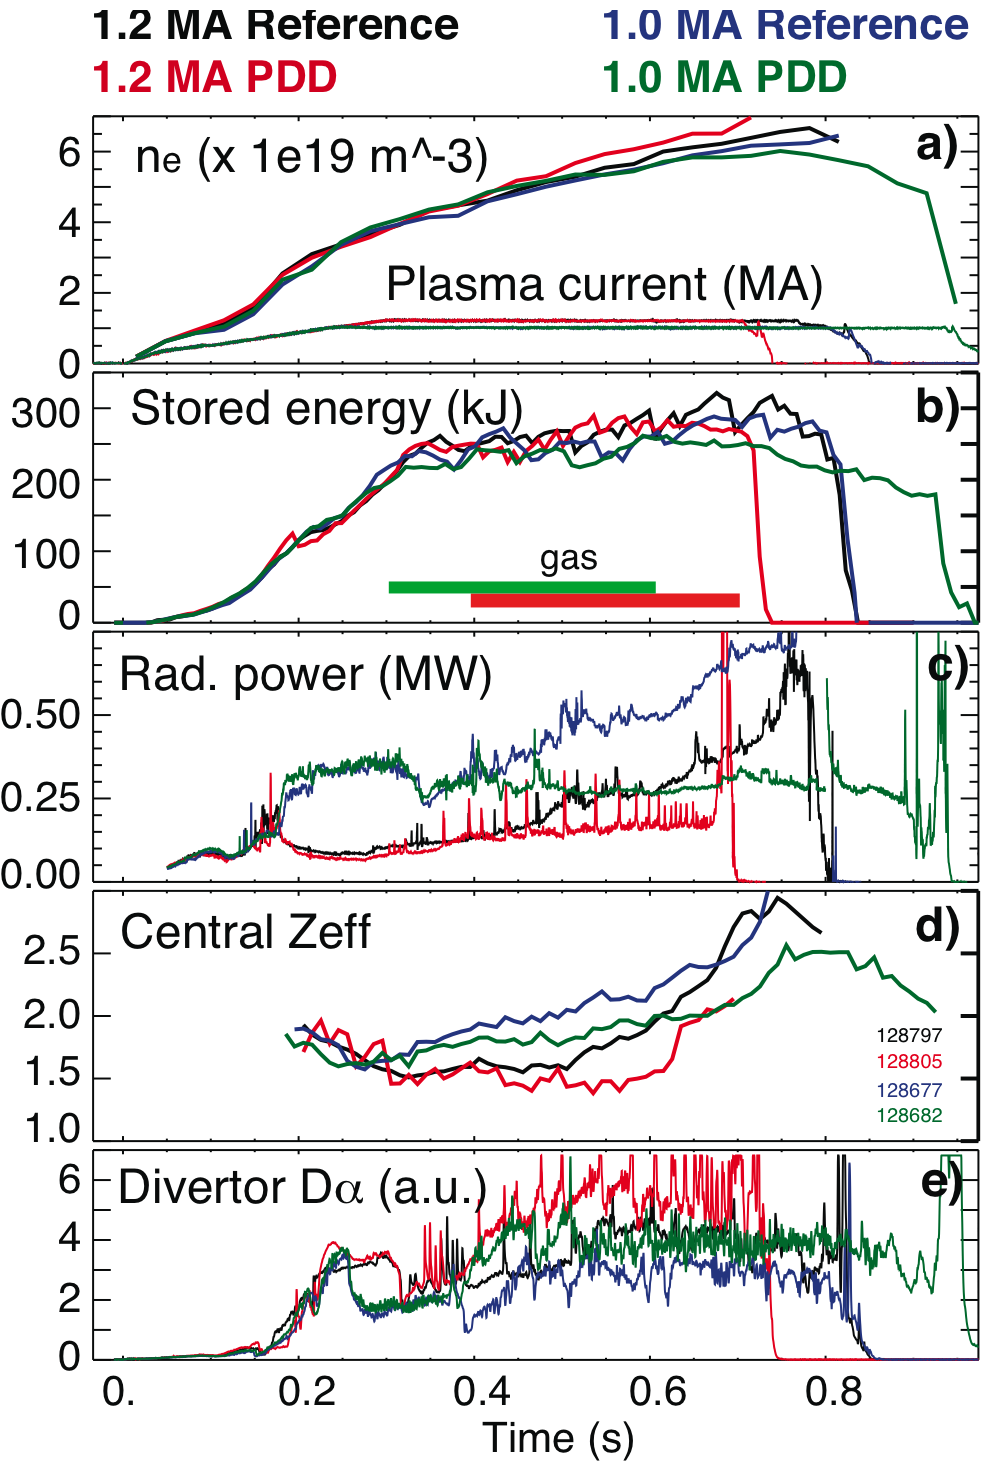 1.2 MA Reference 1.0 MA Reference
1.2 MA PDD 1.0 MA PDD
6
4
2
0
ne (x 1e19 m^-3)
a)
Plasma current (MA)
300
200
100
0
Stored energy (kJ)
b)
gas
0.50
0.25
0.00
Rad. power (MW)
c)
2.5
2.0
1.5
1.0
Central Zeff
d)
128797
128805
128677
128682
6
4
2
0
Divertor Dα (a.u.)
e)
0. 0.2 0.4 0.6 0.8
Time (s)